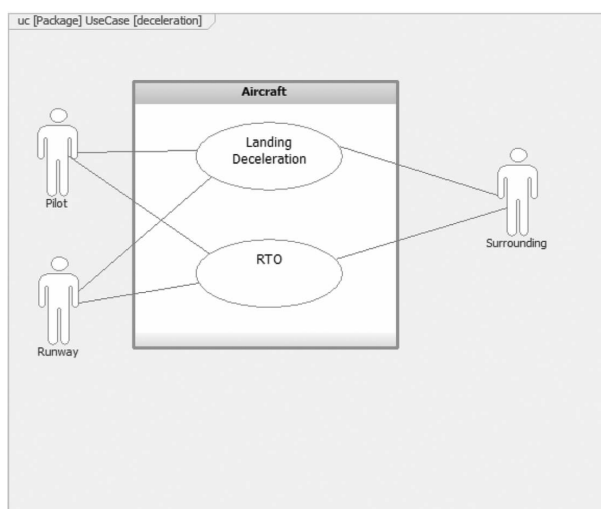 uc [Package] UseCase [deceleration]
Aircraft
Landing
Deceleration
Pilot
Surrounding
RTO
Runway